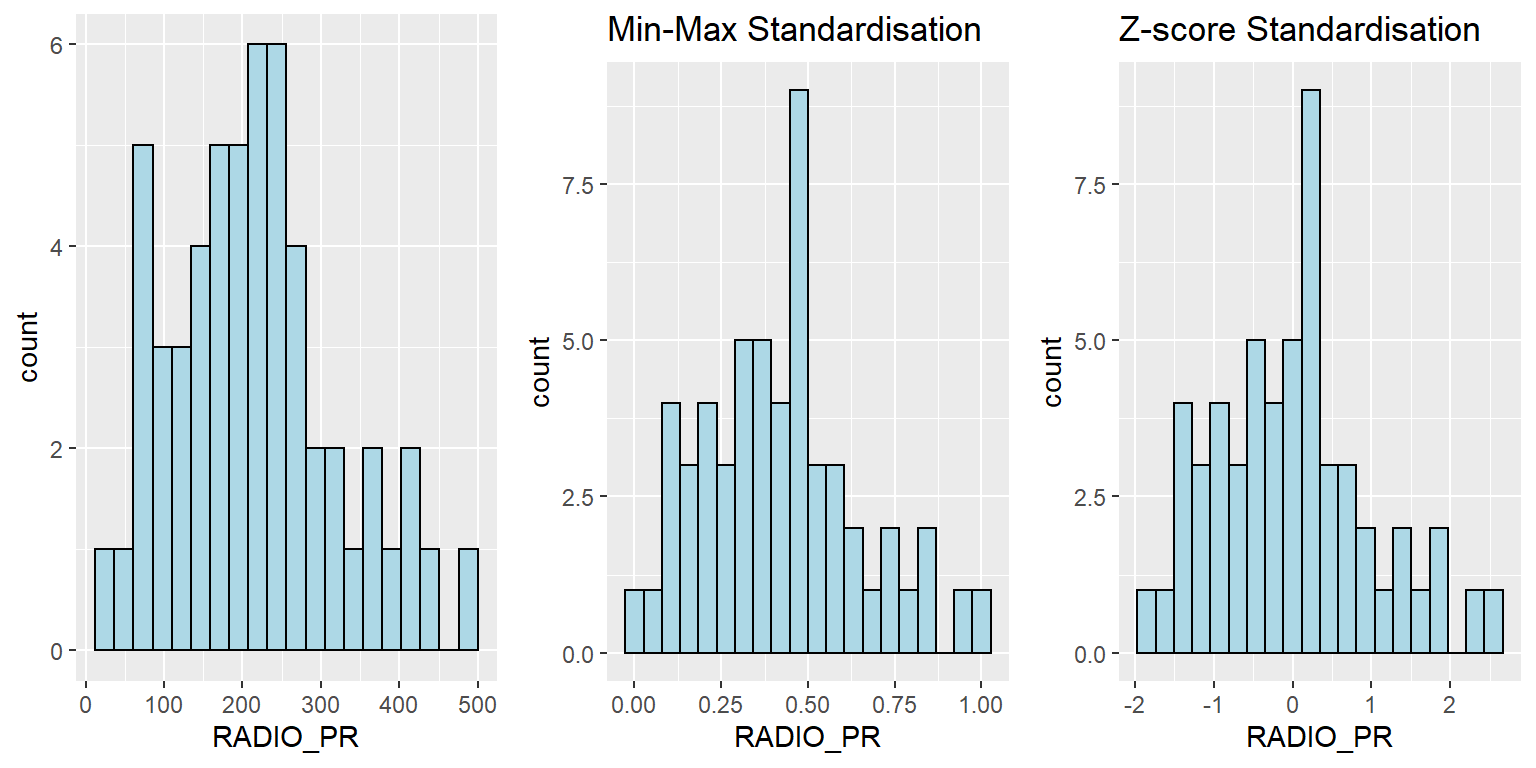 6
4
2
0
count
0 100 200 300 400 500
RADIO_PR
Min-Max Standardisation
7.5
5.0
2.5
0.0
count
0.00 0.25 0.50 0.75 1.00
RADIO_PR
Z-score Standardisation
7.5
5.0
2.5
0.0
count
-2 -1 0 1 2
RADIO_PR